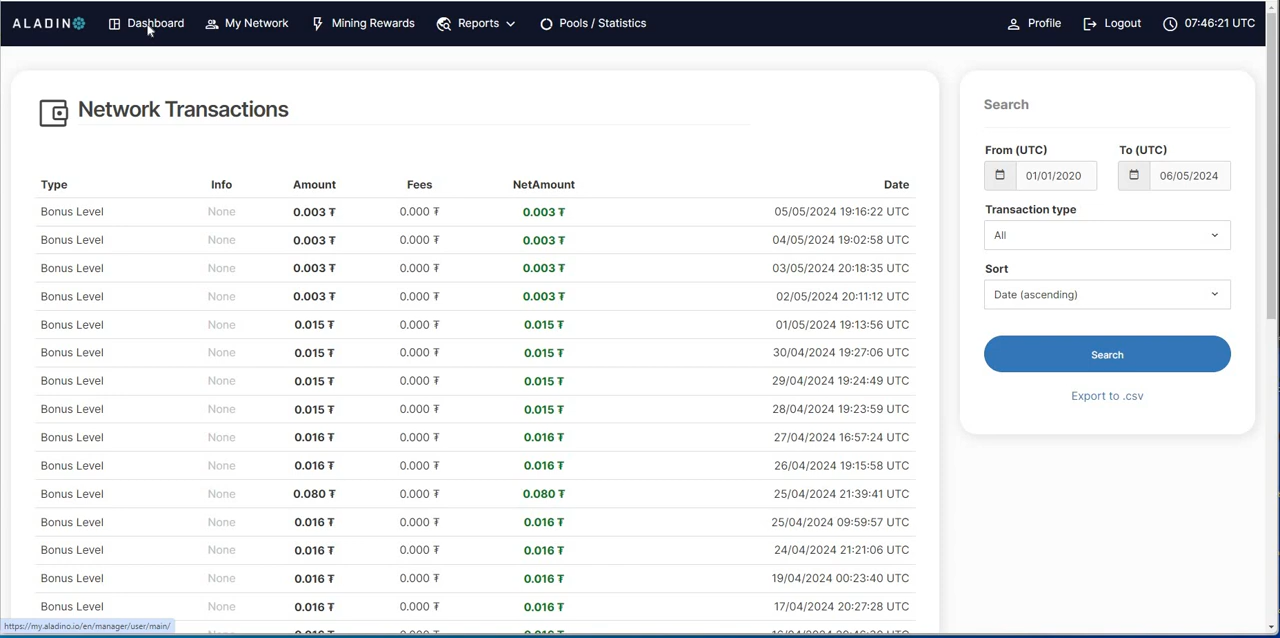 ALADINO Dashboard My Network Mining Rewards Reports Pools / Statistics Profile Logout 07:46:21 UTC
Network Transactions
Type Info Amount Fees NetAmount Date
Bonus Level None 0.003 ₮ 0.000 ₮ 0.003 ₮ 05/05/2024 19:16:22 UTC
Bonus Level None 0.003 ₮ 0.000 ₮ 0.003 ₮ 04/05/2024 19:02:58 UTC
Bonus Level None 0.003 ₮ 0.000 ₮ 0.003 ₮ 03/05/2024 20:18:35 UTC
Bonus Level None 0.003 ₮ 0.000 ₮ 0.003 ₮ 02/05/2024 20:11:12 UTC
Bonus Level None 0.015 ₮ 0.000 ₮ 0.015 ₮ 01/05/2024 19:13:56 UTC
Bonus Level None 0.015 ₮ 0.000 ₮ 0.015 ₮ 30/04/2024 19:27:06 UTC
Bonus Level None 0.015 ₮ 0.000 ₮ 0.015 ₮ 29/04/2024 19:24:49 UTC
Bonus Level None 0.015 ₮ 0.000 ₮ 0.015 ₮ 28/04/2024 19:23:59 UTC
Bonus Level None 0.016 ₮ 0.000 ₮ 0.016 ₮ 27/04/2024 16:57:24 UTC
Bonus Level None 0.016 ₮ 0.000 ₮ 0.016 ₮ 26/04/2024 19:15:58 UTC
Bonus Level None 0.080 ₮ 0.000 ₮ 0.080 ₮ 25/04/2024 21:39:41 UTC
Bonus Level None 0.016 ₮ 0.000 ₮ 0.016 ₮ 25/04/2024 09:59:57 UTC
Bonus Level None 0.016 ₮ 0.000 ₮ 0.016 ₮ 24/04/2024 21:21:06 UTC
Bonus Level None 0.016 ₮ 0.000 ₮ 0.016 ₮ 19/04/2024 00:23:40 UTC
Bonus Level None 0.016 ₮ 0.000 ₮ 0.016 ₮ 17/04/2024 20:27:28 UTC
https://my.aladino.io/en/manager/user/main/
Search
From (UTC) To (UTC)
01/01/2020 06/05/2024
Transaction type
All
Sort
Date (ascending)
Search
Export to .csv